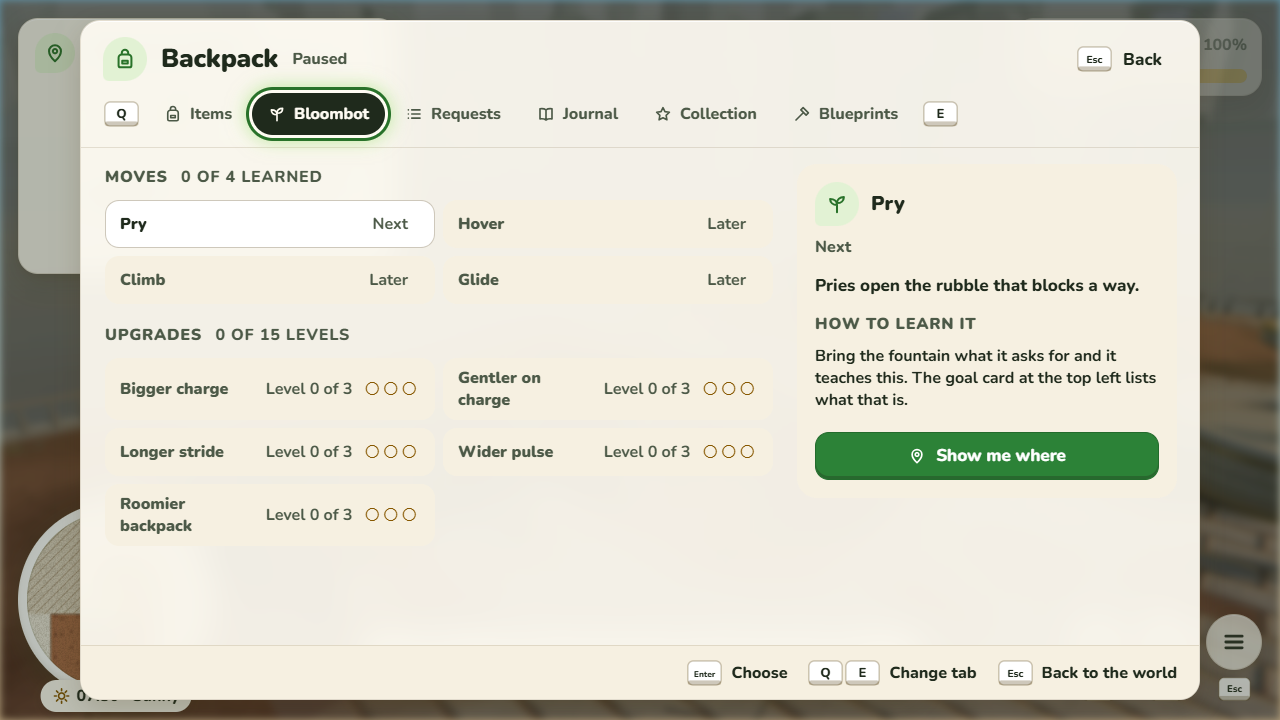 Backpack Paused
Esc Back
100%
Q Items Bloombot Requests Journal Collection Blueprints E
MOVES 0 OF 4 LEARNED
Pry Next
Hover Later
Climb Later
Glide Later
UPGRADES 0 OF 15 LEVELS
Bigger charge Level 0 of 3
Gentler on
charge
Level 0 of 3
Longer stride Level 0 of 3
Wider pulse Level 0 of 3
Roomier
backpack
Level 0 of 3
Pry
Next
Pries open the rubble that blocks a way.
HOW TO LEARN IT
Bring the fountain what it asks for and it
teaches this. The goal card at the top left lists
what that is.
Show me where
Enter Choose Q E Change tab Esc Back to the world
Esc